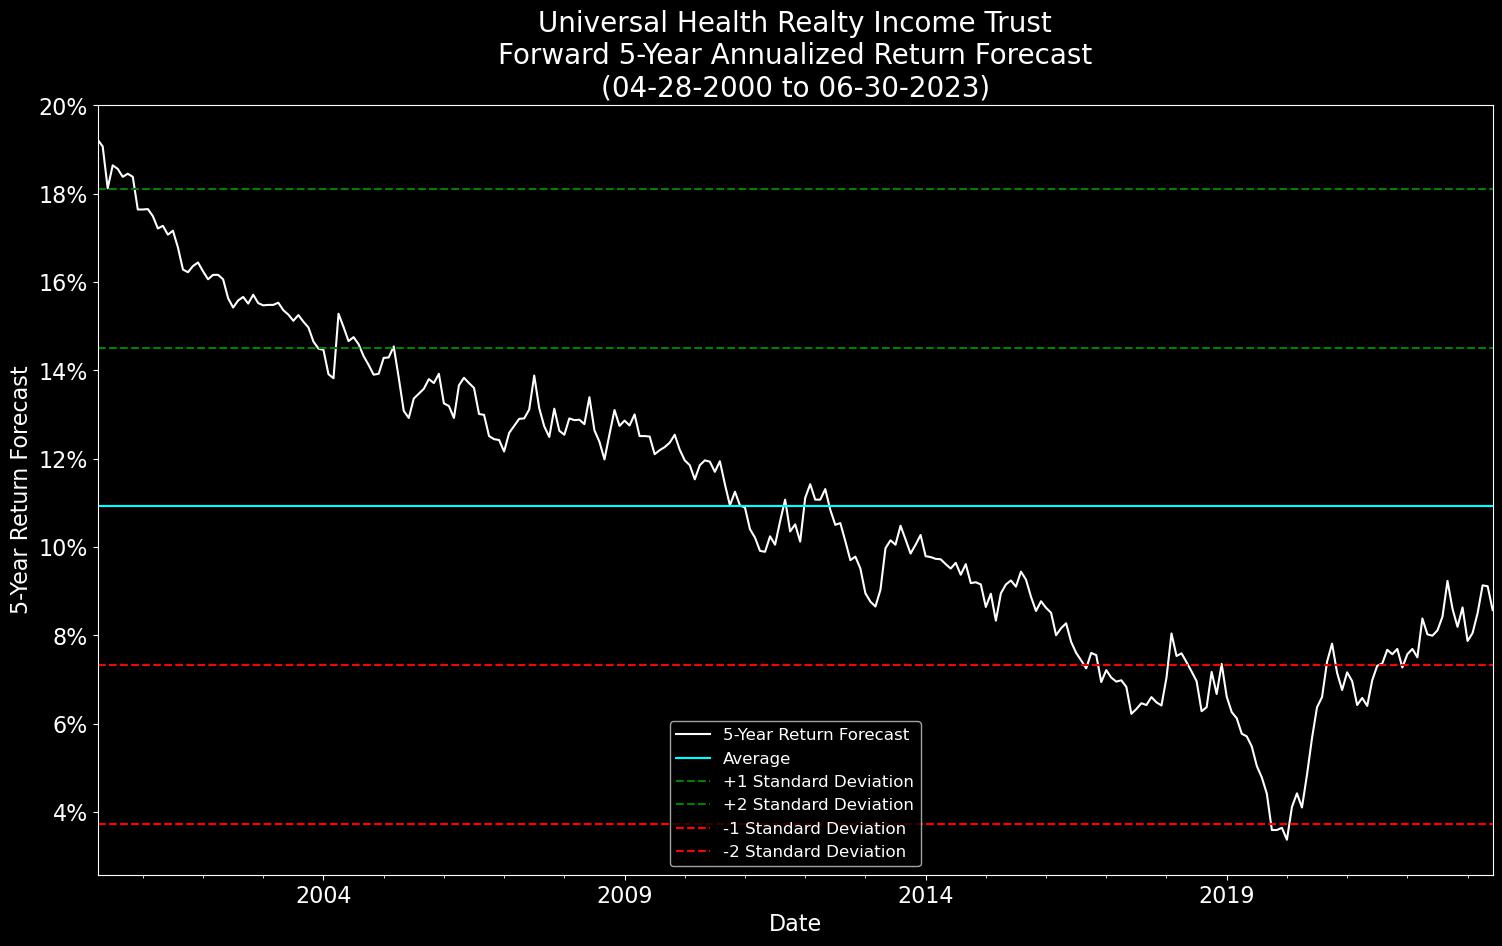 Universal Health Realty Income Trust
Forward 5-Year Annualized Return Forecast
(04-28-2000 to 06-30-2023)
20%
18%
16%
14%
12%
10%
8%
6%
4%
5-Year Return Forecast
5-Year Return Forecast
Average
+1 Standard Deviation
+2 Standard Deviation
-1 Standard Deviation
-2 Standard Deviation
2004 2009 2014 2019
Date